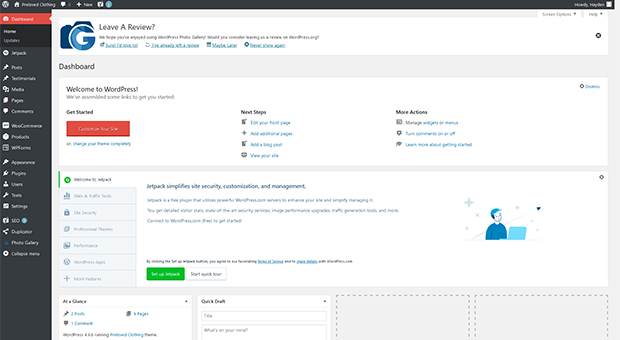 Preloved Clothing
0
New
Howdy, Hayden
Screen Options
Help
Dashboard
Home
Updates
Jetpack
Posts
Testimonials
Media
Pages
Comments
WooCommerce
Products
WPForms
Appearance
Plugins
Users
Tools
Settings
SEO
Duplicator
Photo Gallery
Collapse menu
Leave A Review?
We hope you've enjoyed using WordPress Photo Gallery! Would you consider leaving us a review on WordPress.org?
Sure! I'd love to!
I've already left a review
Maybe Later
Never show again
Dashboard
Welcome to WordPress!
We've assembled some links to get you started:
Dismiss
Get Started
Customize Your Site
or, change your theme completely
Next Steps
Edit your front page
Add additional pages
Add a blog post
View your site
More Actions
Manage widgets or menus
Turn comments on or off
Learn more about getting started
Welcome to Jetpack
Stats & Traffic Tools
Site Security
Professional Themes
Performance
WordPress Apps
More Features
Jetpack simplifies site security, customization, and management.
Jetpack is a free plugin that utilizes powerful WordPress.com servers to enhance your site and simplify managing it.
You get detailed visitor stats, state-of-the-art security services, image performance upgrades, traffic generation tools, and more.
Connect to WordPress.com (free) to get started!
By clicking the Set up Jetpack button, you agree to our fascinating Terms of Service and to share details with WordPress.com.
Set up Jetpack
Start quick tour
At a Glance
2 Posts
9 Pages
1 Comment
WordPress 4.9.8 running Preloved Clothing theme.
Quick Draft
Title
What's on your mind?